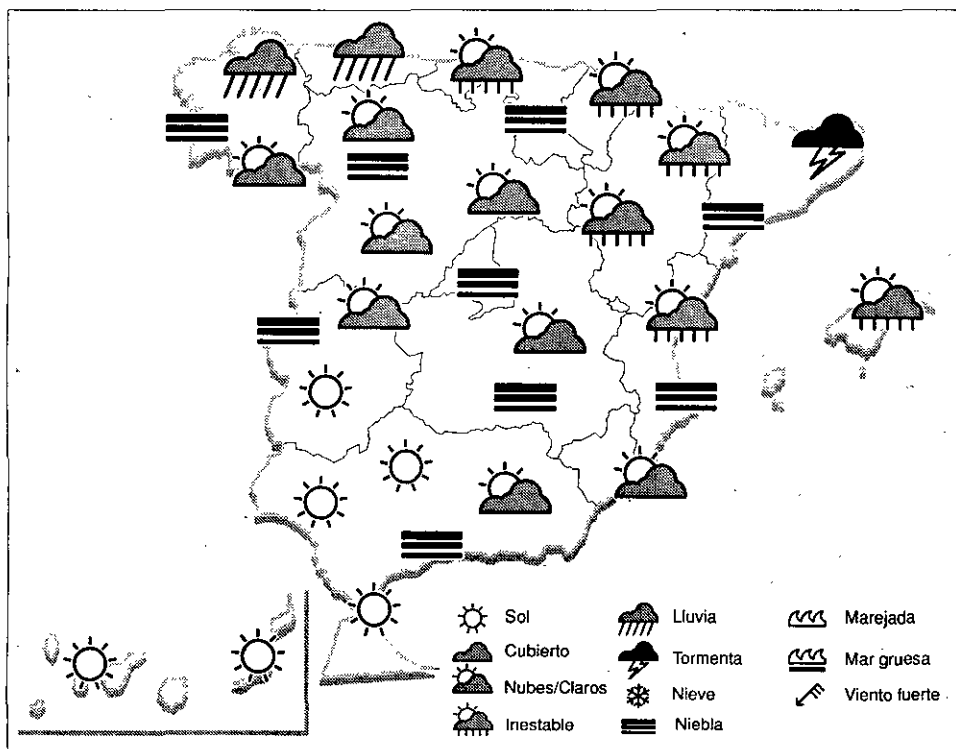 Sol
Cubierto
Nubes/Claros
Inestable
Lluvia
Tormenta
Nieve
Niebla
Marejada
Mar gruesa
Viento fuerte